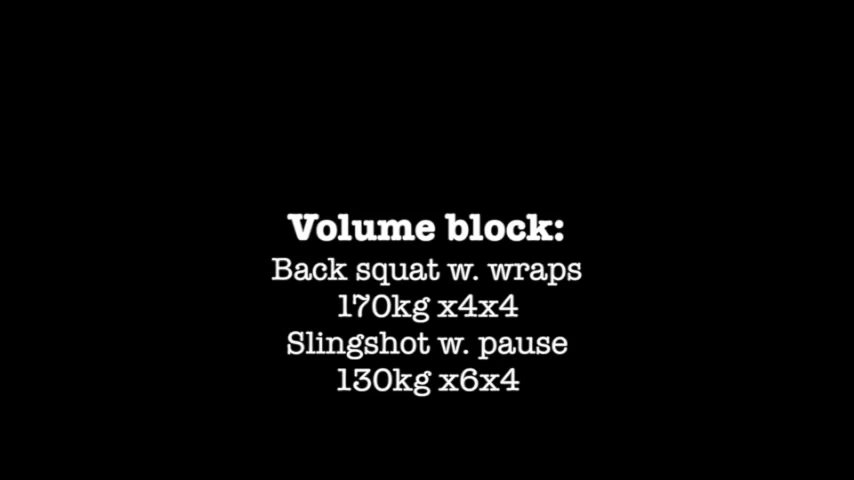 Volume block:
Back squat w. wraps
170kg x4x4
Slingshot w. pause
130kg x6x4